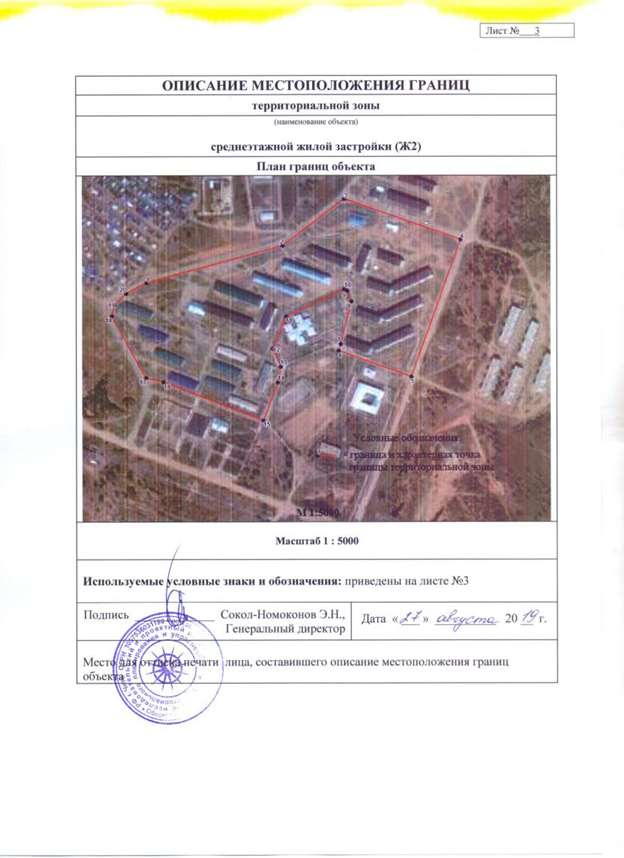 Лист № 3
ОПИСАНИЕ МЕСТОПОЛОЖЕНИЯ ГРАНИЦ
территориальной зоны
(наименование объекта)
среднеэтажной жилой застройки (Ж2)
План границ объекта
Условные обозначения:
граница и характерная точка
границы территориальной зоны
М 1:5000
Масштаб 1 : 5000
Используемые условные знаки и обозначения: приведены на листе №3
Подпись Сокол-Номоконов Э.Н.,
Генеральный директор
Дата «27» августа 2019 г.
Место для оттиска печати лица, составившего описание местоположения границ
объекта